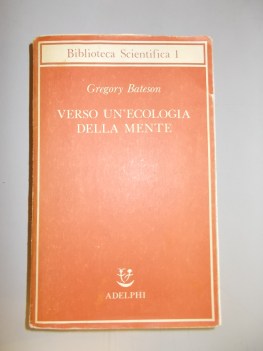 Biblioteca Scientifica 1
Gregory Bateson
VERSO UN'ECOLOGIA
DELLA MENTE
ADELPHI